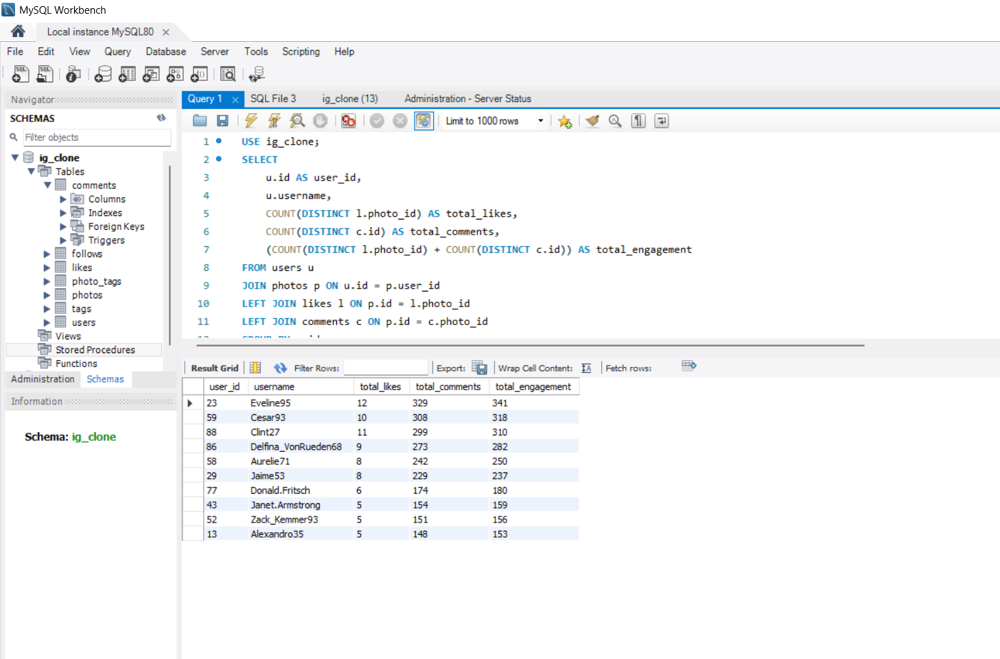 MySQL Workbench
Local instance MySQL80
File Edit View Query Database Server Tools Scripting Help
Navigator
SCHEMAS
Filter objects
ig_clone
Tables
comments
Columns
Indexes
Foreign Keys
Triggers
follows
likes
photo_tags
photos
tags
users
Views
Stored Procedures
Functions
Administration Schemas
Information
Schema: ig_clone
Query 1 SQL File 3 ig_clone (13) Administration - Server Status
Limit to 1000 rows
1 USE ig_clone;
2 SELECT
3 u.id AS user_id,
4 u.username,
5 COUNT(DISTINCT l.photo_id) AS total_likes,
6 COUNT(DISTINCT c.id) AS total_comments,
7 (COUNT(DISTINCT l.photo_id) + COUNT(DISTINCT c.id)) AS total_engagement
8 FROM users u
9 JOIN photos p ON u.id = p.user_id
10 LEFT JOIN likes l ON p.id = l.photo_id
11 LEFT JOIN comments c ON p.id = c.photo_id
Result Grid Filter Rows: Export: Wrap Cell Content: Fetch rows:
user_id username total_likes total_comments total_engagement
23 Eveline95 12 329 341
59 Cesar93 10 308 318
88 Clint27 11 299 310
86 Delfina_VonRueden68 9 273 282
58 Aurelie71 8 242 250
29 Jaime53 8 229 237
77 Donald.Fritsch 6 174 180
43 Janet.Armstrong 5 154 159
52 Zack_Kemmer93 5 151 156
13 Alexandro35 5 148 153